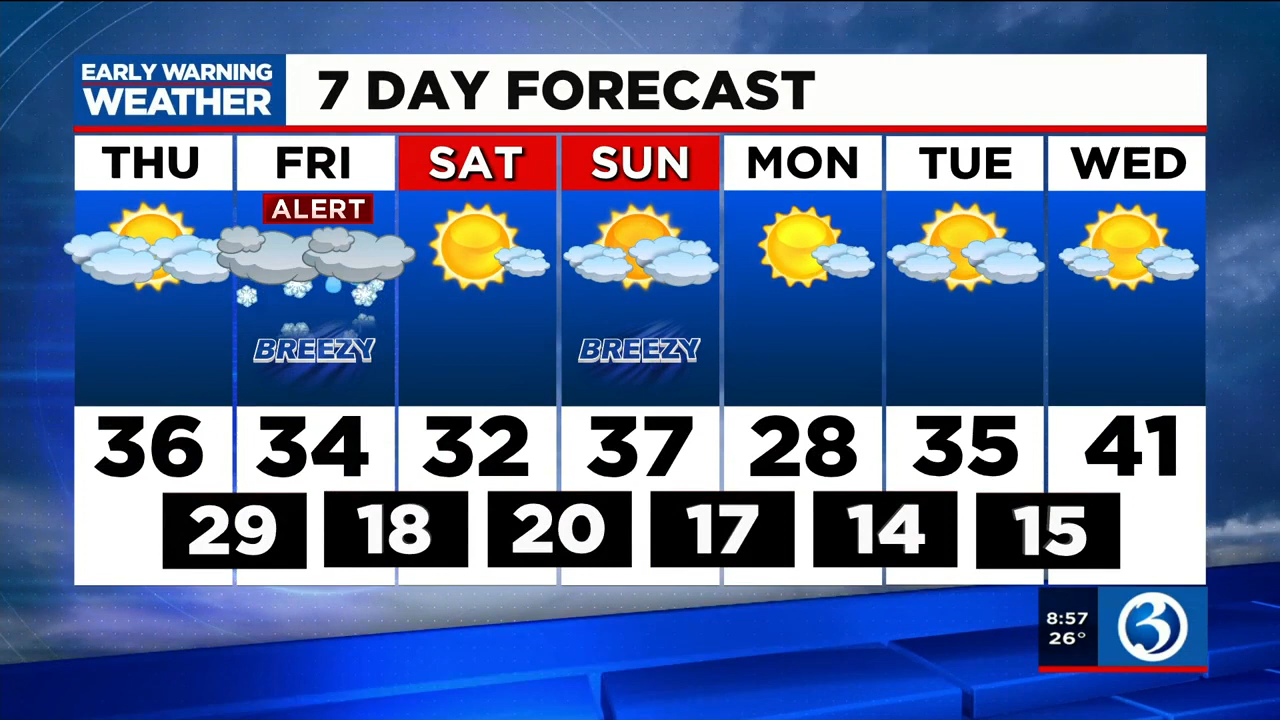 EARLY WARNING
WEATHER
7 DAY FORECAST
THU FRI SAT SUN MON TUE WED
ALERT
BREEZY BREEZY
36 34 32 37 28 35 41
29 18 20 17 14 15
8:57
26°
3